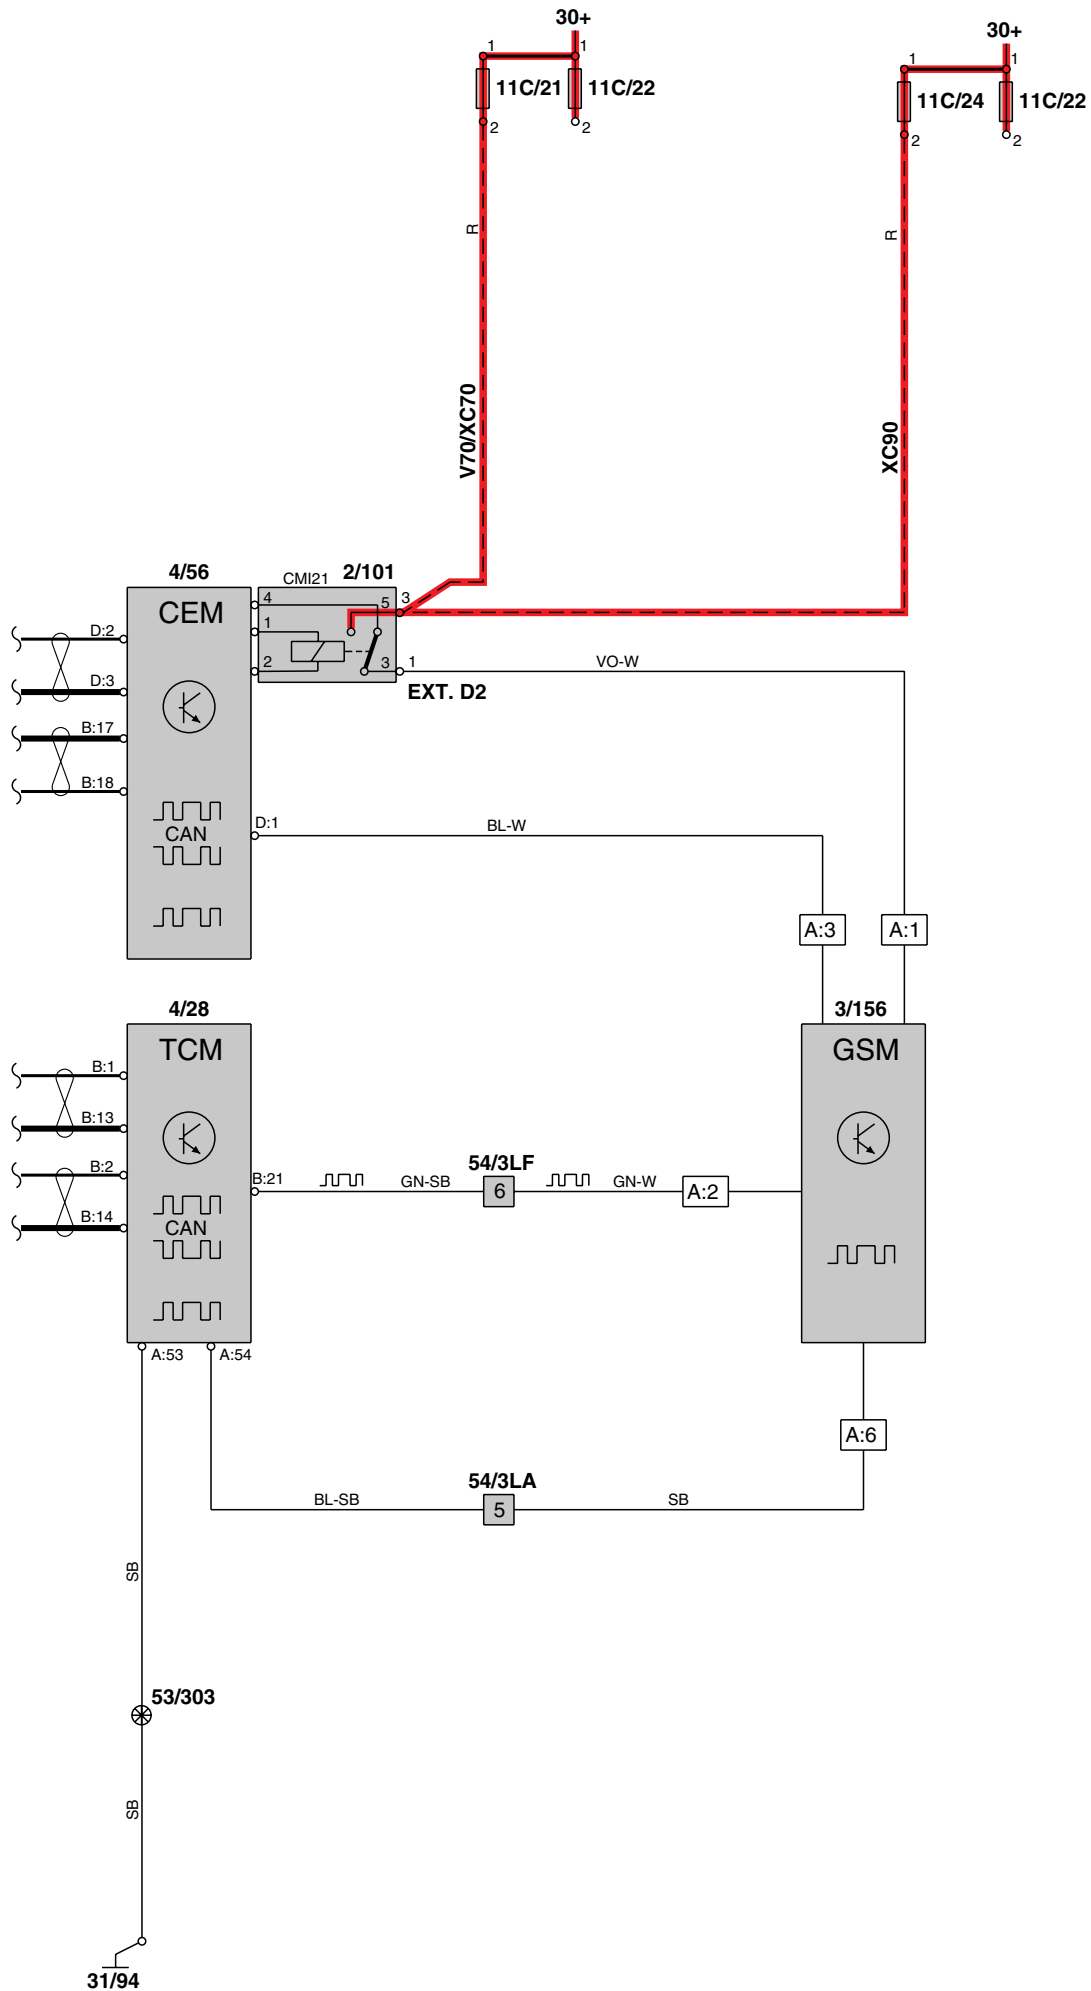 30+
30+
1
1
11C/21
11C/22
2
2
1
1
11C/24
11C/22
2
2
R
R
V70/XC70
XC90
4/56
CMI21
2/101
CEM
4
5
3
1
2
3
1
VO-W
EXT. D2
D:2
D:3
B:17
B:18
CAN
D:1
BL-W
A:3
A:1
4/28
3/156
TCM
GSM
B:1
B:13
B:2
B:14
CAN
B:21
GN-SB
54/3LF
6
GN-W
A:2
A:53
A:54
A:6
54/3LA
BL-SB
5
SB
SB
53/303
SB
31/94